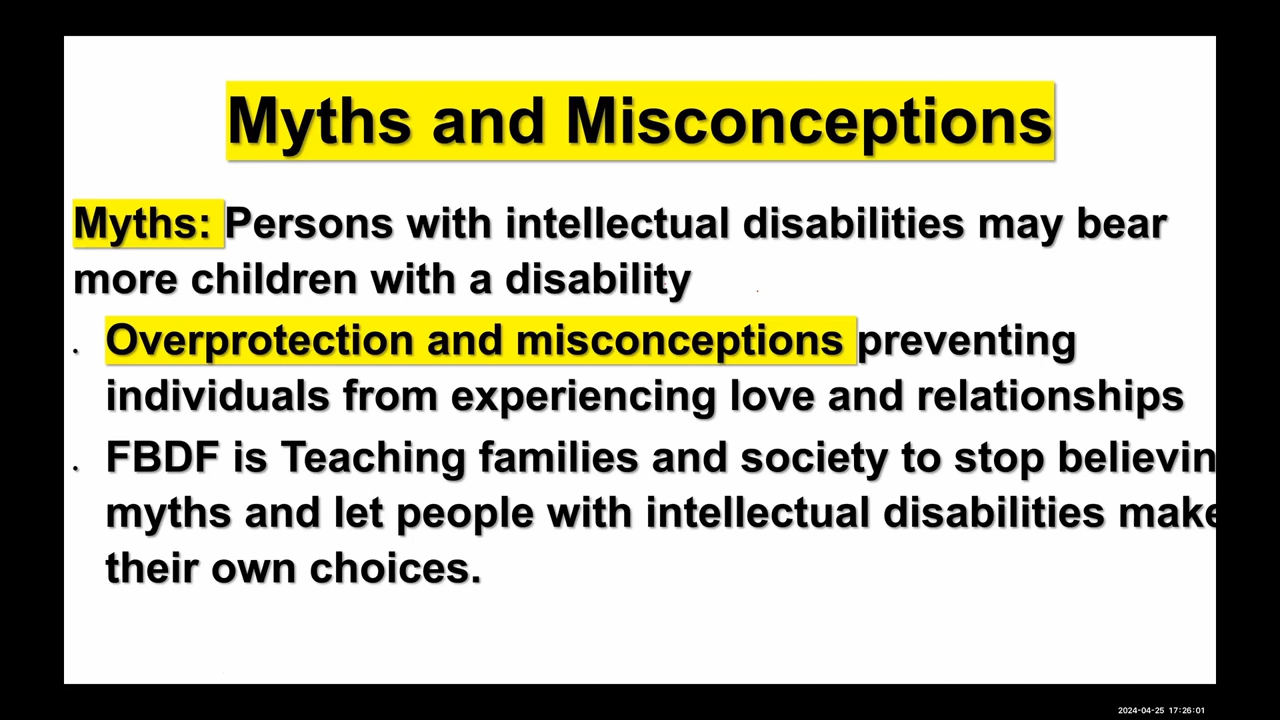 Myths and Misconceptions
Myths: Persons with intellectual disabilities may bear
more children with a disability
. Overprotection and misconceptions preventing
individuals from experiencing love and relationships
. FBDF is Teaching families and society to stop believin
myths and let people with intellectual disabilities make
their own choices.
2024-04-25 17:26:01